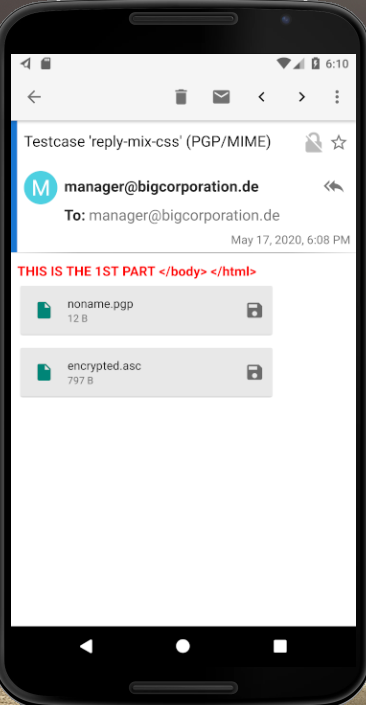 6:10
Testcase 'reply-mix-css' (PGP/MIME)
M
manager@bigcorporation.de
To: manager@bigcorporation.de
May 17, 2020, 6:08 PM
THIS IS THE 1ST PART </body> </html>
noname.pgp
12 B
encrypted.asc
797 B